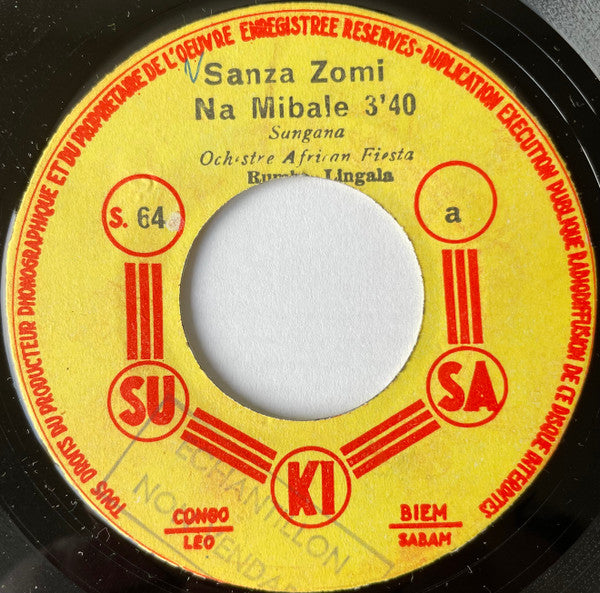 TOUS DROITS DU PRODUCTEUR PHONOGRAPHIQUE ET DU PROPRIETAIRE DE L'OEUVRE ENREGISTREE RESERVES - DUPLICATION EXECUTION PUBLIQUE RADIODIFFUSION DE CE DISQUE INTERDITES
Sanza Zomi
Na Mibale 3'40
Sungana
Ochestre African Fiesta
Rumba Lingala
S. 64
a
SU
KI
SA
ECHANTILLON
NON
CONGO
LEO
BIEM
SABAM